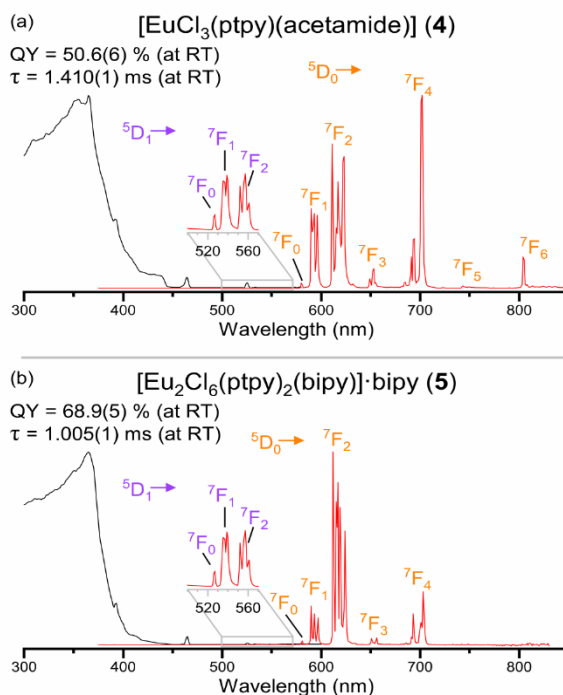 (a) [EuCl₃(ptpy)(acetamide)] (4)
QY = 50.6(6) % (at RT)
τ = 1.410(1) ms (at RT)
⁵D₀ → ⁷F₄
⁵D₁ → ⁷F₁ ⁷F₂
⁷F₂
⁷F₀ ⁷F₁
⁷F₀ ⁷F₃ ⁷F₅ ⁷F₆
520 560
300 400 500 600 700 800
Wavelength (nm)
(b) [Eu₂Cl₆(ptpy)₂(bipy)]·bipy (5)
QY = 68.9(5) % (at RT)
τ = 1.005(1) ms (at RT)
⁵D₀ → ⁷F₂
⁵D₁ → ⁷F₁
⁷F₀ ⁷F₂
⁷F₁ ⁷F₄
⁷F₀ ⁷F₃
520 560
300 400 500 600 700 800
Wavelength (nm)